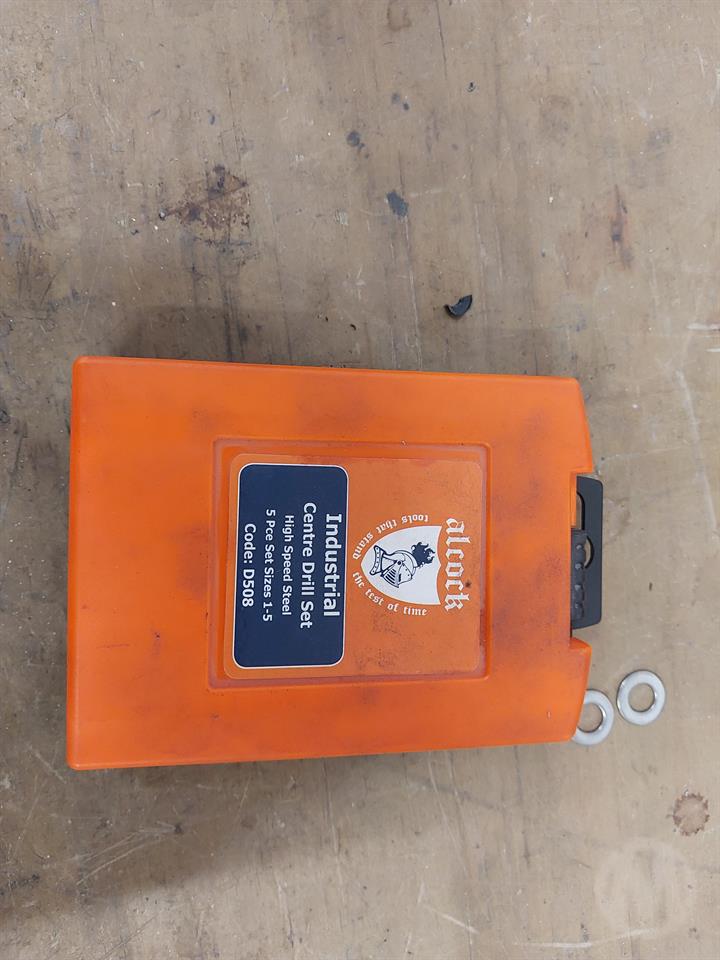 alcock
tools that stand the test of time
Industrial
Centre Drill Set
High Speed Steel
5 Pce Set Sizes 1-5
Code: D508
M